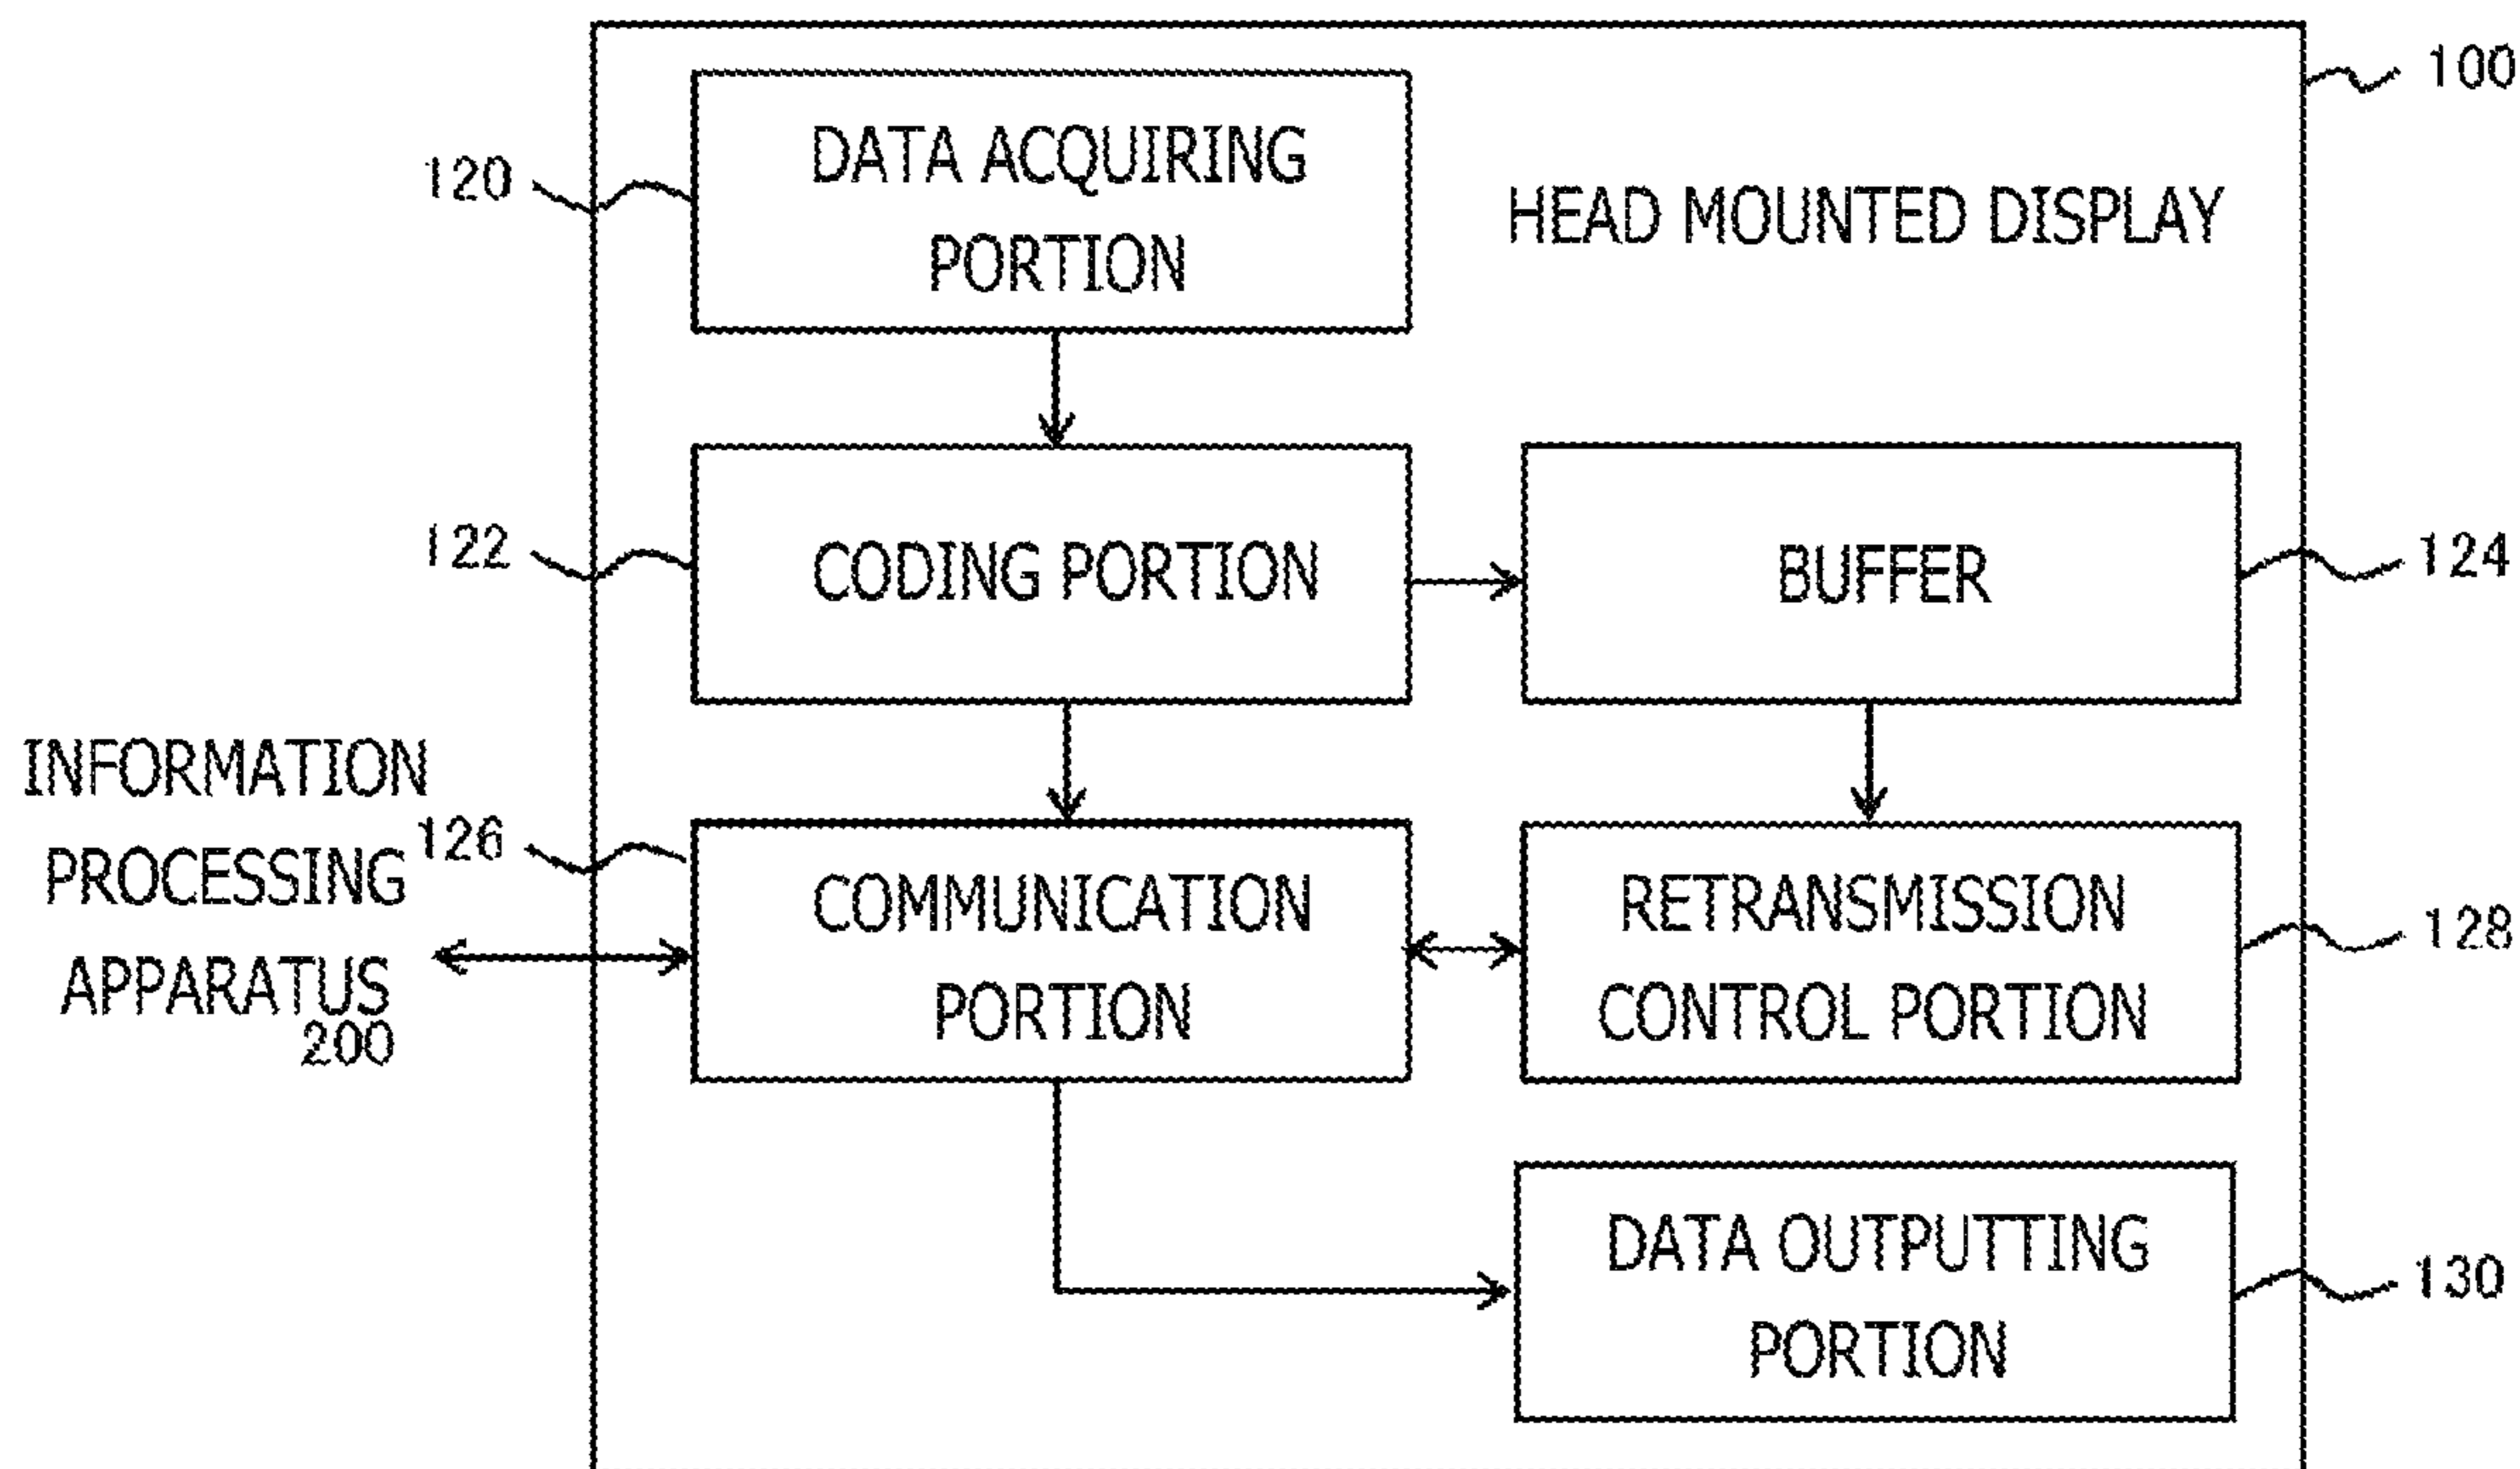 100
DATA ACQUIRING
PORTION
120
HEAD MOUNTED DISPLAY
122
CODING PORTION
BUFFER
124
INFORMATION
PROCESSING
APPARATUS
200
126
COMMUNICATION
PORTION
RETRANSMISSION
CONTROL PORTION
128
DATA OUTPUTTING
PORTION
130